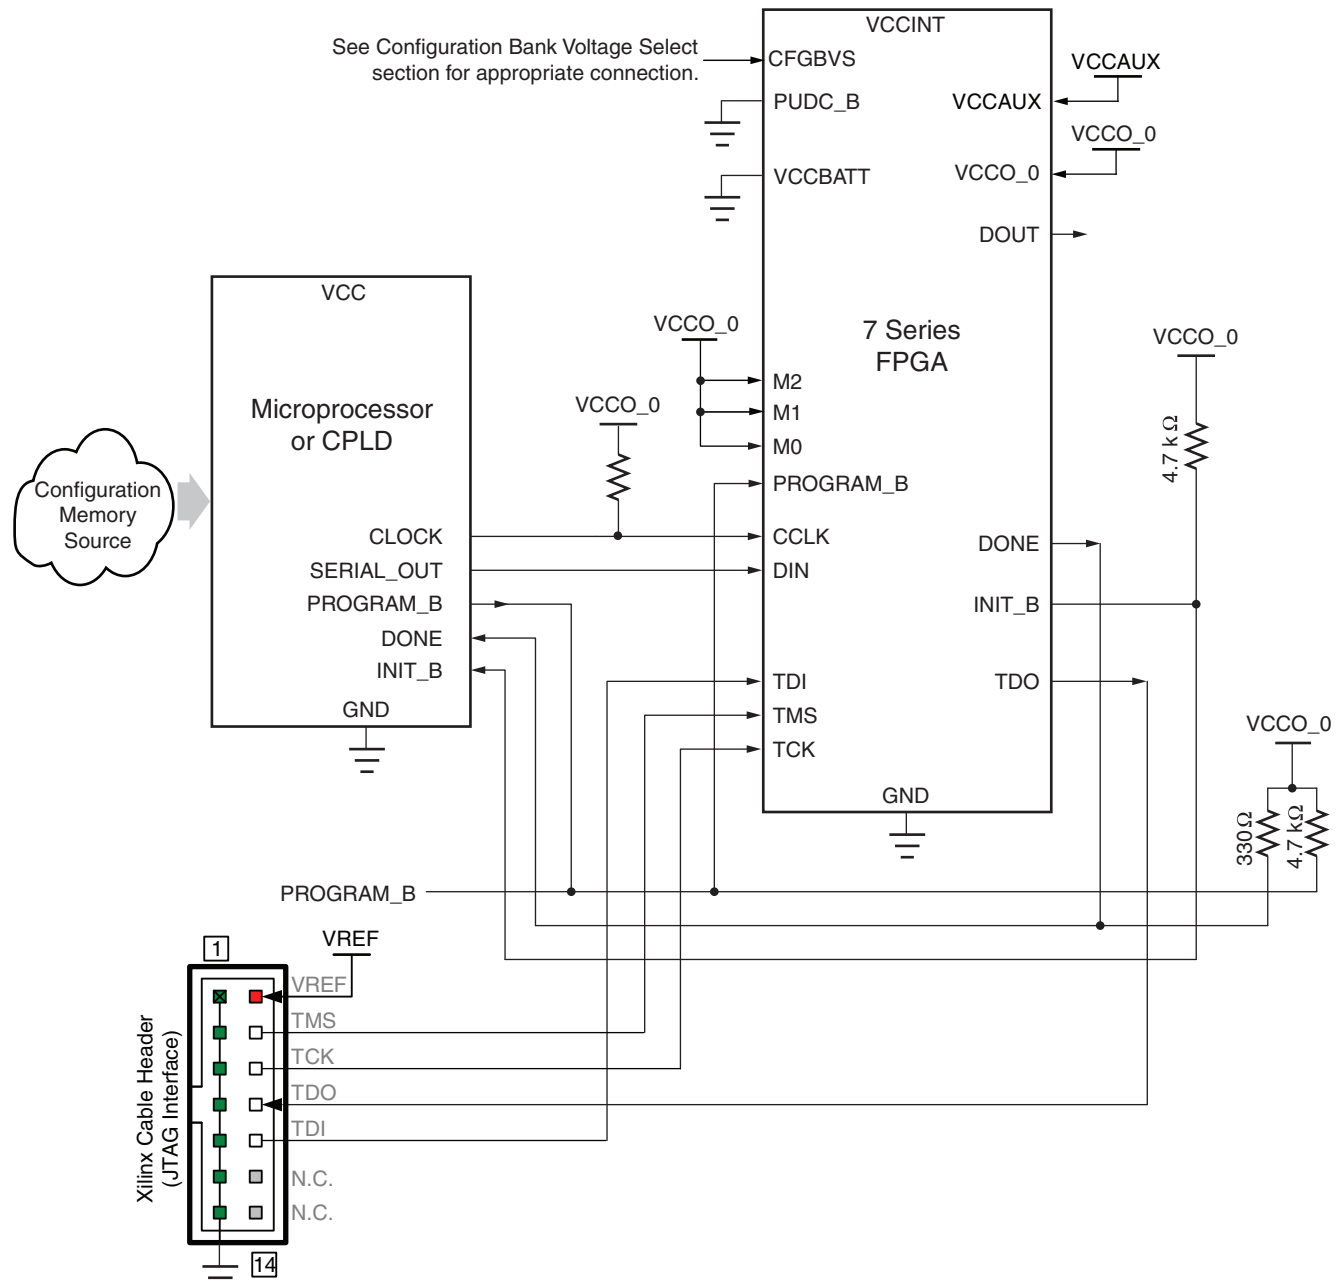 VCCINT
See Configuration Bank Voltage Select
section for appropriate connection.
CFGBVS
VCCAUX
PUDC_B
VCCAUX
VCCO_0
VCCBATT
VCCO_0
DOUT
VCC
VCCO_0
7 Series
FPGA
VCCO_0
M2
Microprocessor
or CPLD
VCCO_0
M1
M0
4.7 k Ω
Configuration
Memory
Source
PROGRAM_B
CLOCK
CCLK
DONE
SERIAL_OUT
DIN
PROGRAM_B
INIT_B
DONE
INIT_B
TDI
TDO
GND
TMS
VCCO_0
TCK
GND
330Ω
4.7 kΩ
PROGRAM_B
1
VREF
VREF
TMS
TCK
TDO
TDI
N.C.
N.C.
Xilinx Cable Header
(JTAG Interface)
14